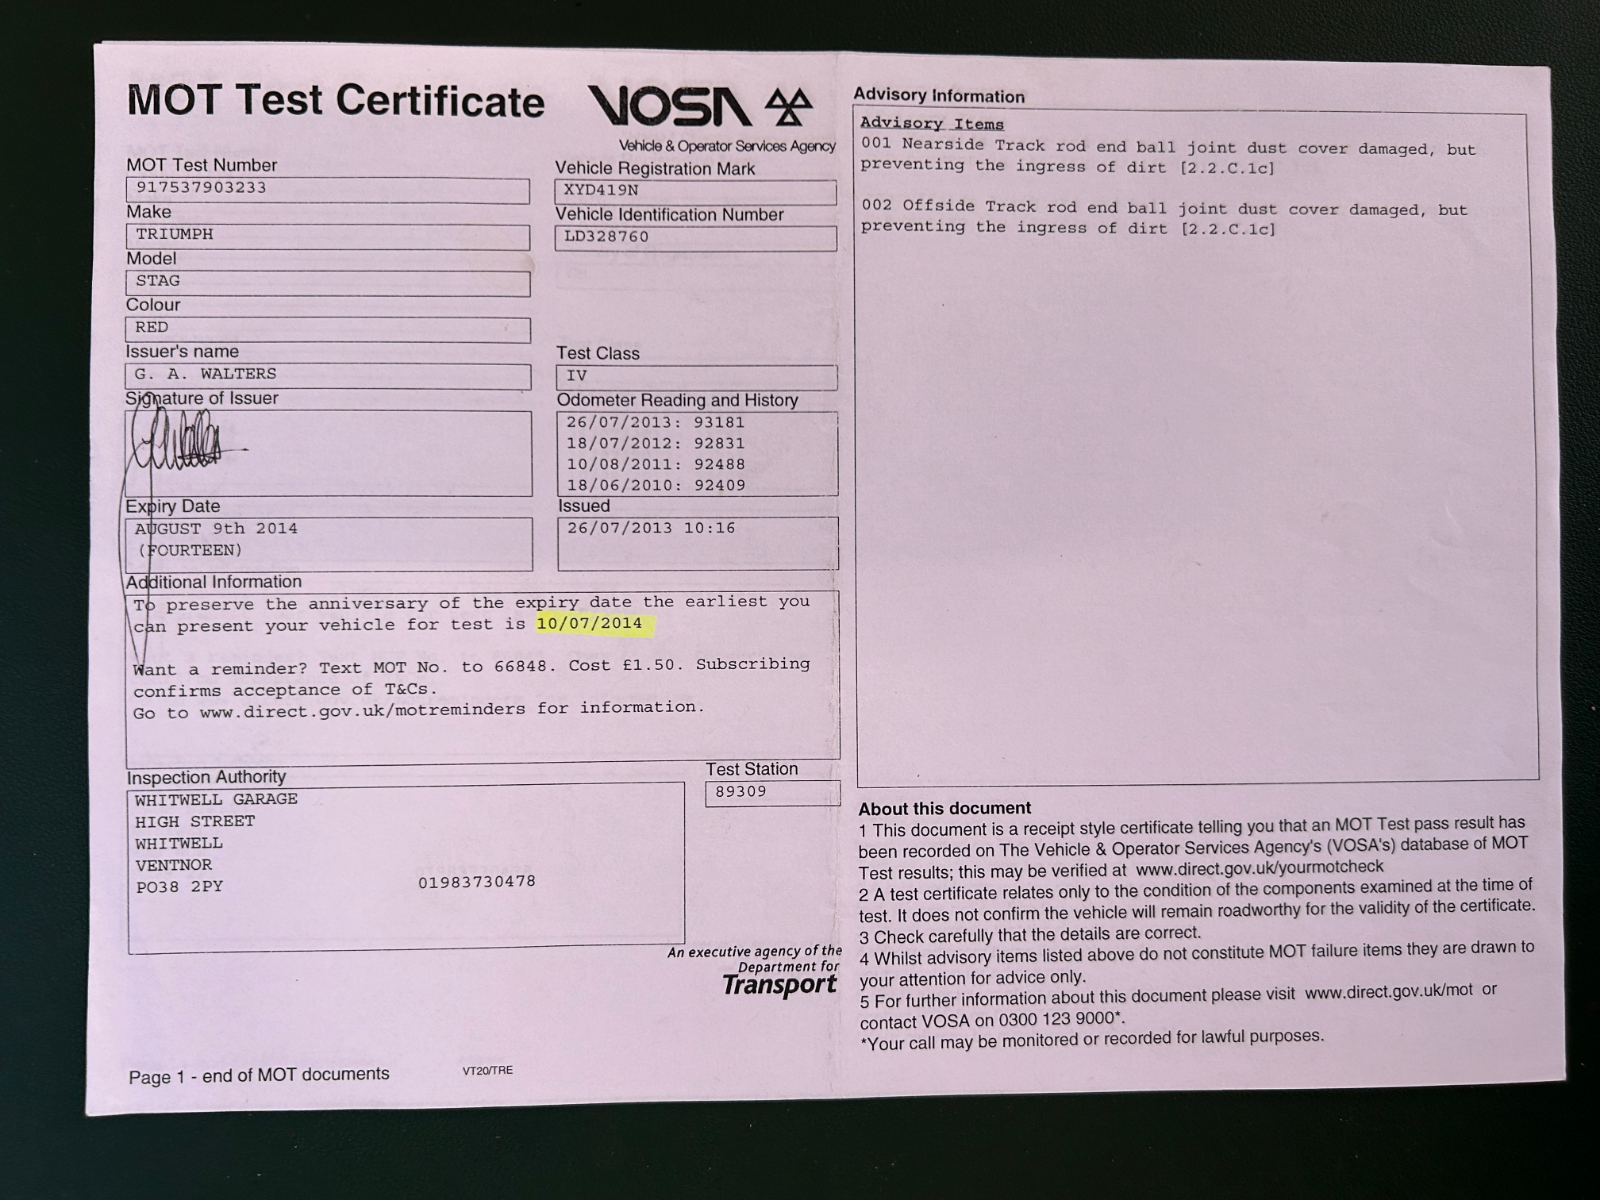 MOT Test Certificate
VOSA
Vehicle & Operator Services Agency
MOT Test Number
917537903233
Vehicle Registration Mark
XYD419N
Make
TRIUMPH
Vehicle Identification Number
LD328760
Model
STAG
Colour
RED
Issuer's name
G. A. WALTERS
Test Class
IV
Signature of Issuer
Odometer Reading and History
26/07/2013: 93181
18/07/2012: 92831
10/08/2011: 92488
18/06/2010: 92409
Expiry Date
AUGUST 9th 2014
(FOURTEEN)
Issued
26/07/2013 10:16
Additional Information
To preserve the anniversary of the expiry date the earliest you
can present your vehicle for test is 10/07/2014
Want a reminder? Text MOT No. to 66848. Cost £1.50. Subscribing
confirms acceptance of T&Cs.
Go to www.direct.gov.uk/motreminders for information.
Inspection Authority
WHITWELL GARAGE
HIGH STREET
WHITWELL
VENTNOR
PO38 2PY 01983730478
Test Station
89309
An executive agency of the
Department for
Transport
Page 1 - end of MOT documents
VT20/TRE
Advisory Information
Advisory Items
001 Nearside Track rod end ball joint dust cover damaged, but
preventing the ingress of dirt [2.2.C.1c]
002 Offside Track rod end ball joint dust cover damaged, but
preventing the ingress of dirt [2.2.C.1c]
About this document
1 This document is a receipt style certificate telling you that an MOT Test pass result has
been recorded on The Vehicle & Operator Services Agency's (VOSA's) database of MOT
Test results; this may be verified at www.direct.gov.uk/yourmotcheck
2 A test certificate relates only to the condition of the components examined at the time of
test. It does not confirm the vehicle will remain roadworthy for the validity of the certificate.
3 Check carefully that the details are correct.
4 Whilst advisory items listed above do not constitute MOT failure items they are drawn to
your attention for advice only.
5 For further information about this document please visit www.direct.gov.uk/mot or
contact VOSA on 0300 123 9000*.
*Your call may be monitored or recorded for lawful purposes.